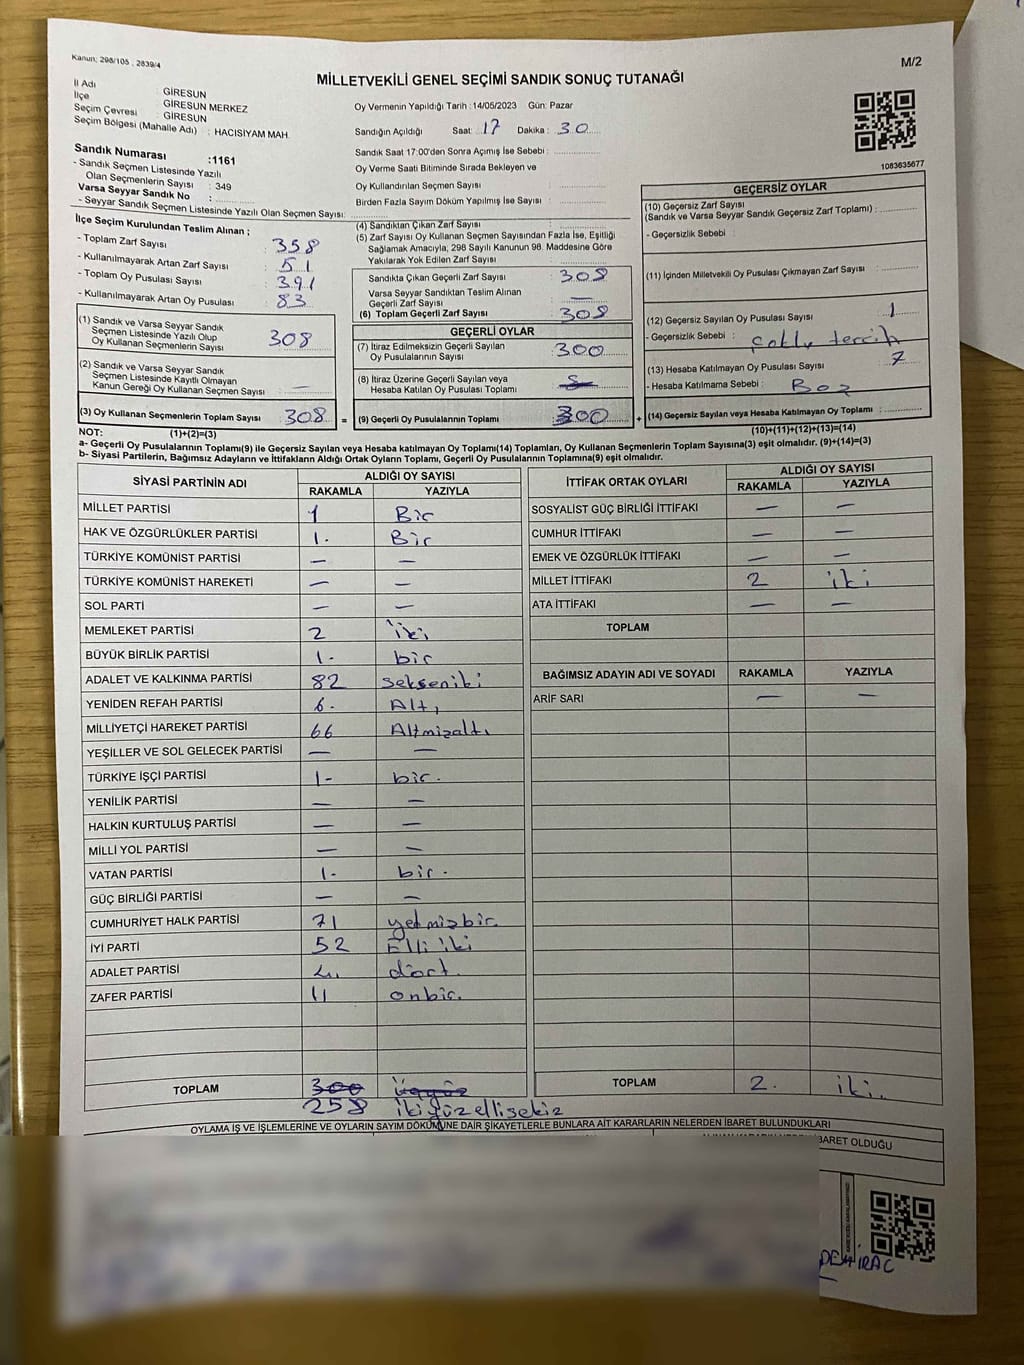 Kanun: 298/105 , 2839/4
M/2
MİLLETVEKİLİ GENEL SEÇİMİ SANDIK SONUÇ TUTANAĞI
İl Adı : GİRESUN
İlçe : GİRESUN MERKEZ
Seçim Çevresi : GİRESUN
Seçim Bölgesi (Mahalle Adı) : HACISİYAM MAH.
Oy Vermenin Yapıldığı Tarih : 14/05/2023 Gün: Pazar
Sandığın Açıldığı Saat: 17 Dakika : 30
Sandık Saat 17:00'den Sonra Açımış İse Sebebi :
Oy Verme Saati Bitiminde Sırada Bekleyen ve
Oy Kullandırılan Seçmen Sayısı :
Birden Fazla Sayım Döküm Yapılmış İse Sayısı :
1083635677
Sandık Numarası :1161
- Sandık Seçmen Listesinde Yazılı
Olan Seçmenlerin Sayısı : 349
Varsa Seyyar Sandık No :
- Seyyar Sandık Seçmen Listesinde Yazılı Olan Seçmen Sayısı:
İlçe Seçim Kurulundan Teslim Alınan ;
- Toplam Zarf Sayısı : 358
- Kullanılmayarak Artan Zarf Sayısı : 51
- Toplam Oy Pusulası Sayısı : 391
- Kullanılmayarak Artan Oy Pusulası : 83
(1) Sandık ve Varsa Seyyar Sandık
Seçmen Listesinde Yazılı Olup
Oy Kullanan Seçmenlerin Sayısı : 308
(2) Sandık ve Varsa Seyyar Sandık
Seçmen Listesinde Kayıtlı Olmayan
Kanun Gereği Oy Kullanan Seçmen Sayısı : —
(3) Oy Kullanan Seçmenlerin Toplam Sayısı 308 =
(1)+(2)=(3)
(4) Sandıktan Çıkan Zarf Sayısı :
(5) Zarf Sayısı Oy Kullanan Seçmen Sayısından Fazla İse, Eşitliği
Sağlamak Amacıyla, 298 Sayılı Kanunun 98. Maddesine Göre
Yakılarak Yok Edilen Zarf Sayısı :
Sandıkta Çıkan Geçerli Zarf Sayısı : 308
Varsa Seyyar Sandıktan Teslim Alınan
Geçerli Zarf Sayısı : —
(6) Toplam Geçerli Zarf Sayısı : 308
GEÇERLİ OYLAR
(7) İtiraz Edilmeksizin Geçerli Sayılan
Oy Pusulalarının Sayısı : 300
(8) İtiraz Üzerine Geçerli Sayılan veya
Hesaba Katılan Oy Pusulası Toplamı :
(9) Geçerli Oy Pusulalarının Toplamı : 300 +
GEÇERSİZ OYLAR
(10) Geçersiz Zarf Sayısı
(Sandık ve Varsa Seyyar Sandık Geçersiz Zarf Toplamı) :
- Geçersizlik Sebebi :
(11) İçinden Milletvekili Oy Pusulası Çıkmayan Zarf Sayısı :
(12) Geçersiz Sayılan Oy Pusulası Sayısı : 1
- Geçersizlik Sebebi : çoklu tercih
(13) Hesaba Katılmayan Oy Pusulası Sayısı : 7
- Hesaba Katılmama Sebebi : Boş
(14) Geçersiz Sayılan veya Hesaba Katılmayan Oy Toplamı :
(10)+(11)+(12)+(13)=(14)
NOT:
a- Geçerli Oy Pusulalarının Toplamı(9) ile Geçersiz Sayılan veya Hesaba katılmayan Oy Toplamı(14) Toplamları, Oy Kullanan Seçmenlerin Toplam Sayısına(3) eşit olmalıdır. (9)+(14)=(3)
b- Siyasi Partilerin, Bağımsız Adayların ve İttifakların Aldığı Ortak Oyların Toplamı, Geçerli Oy Pusulalarının Toplamına(9) eşit olmalıdır.
SİYASİ PARTİNİN ADI ALDIĞI OY SAYISI
RAKAMLA YAZIYLA
MİLLET PARTİSİ 1 Bir
HAK VE ÖZGÜRLÜKLER PARTİSİ 1. Bir
TÜRKİYE KOMÜNİST PARTİSİ — —
TÜRKİYE KOMÜNİST HAREKETİ — —
SOL PARTİ — —
MEMLEKET PARTİSİ 2 iki
BÜYÜK BİRLİK PARTİSİ 1. bir
ADALET VE KALKINMA PARTİSİ 82 sekseniki
YENİDEN REFAH PARTİSİ 6. Altı
MİLLİYETÇİ HAREKET PARTİSİ 66 Altmışaltı
YEŞİLLER VE SOL GELECEK PARTİSİ — —
TÜRKİYE İŞÇİ PARTİSİ 1- bir.
YENİLİK PARTİSİ — —
HALKIN KURTULUŞ PARTİSİ — —
MİLLİ YOL PARTİSİ — —
VATAN PARTİSİ 1. bir.
GÜÇ BİRLİĞİ PARTİSİ — —
CUMHURİYET HALK PARTİSİ 71 yetmişbir.
İYİ PARTİ 52 Elli iki
ADALET PARTİSİ 4. dört.
ZAFER PARTİSİ 11 onbir.
TOPLAM 300 üçyüz
258 ikiyüzellisekiz
İTTİFAK ORTAK OYLARI ALDIĞI OY SAYISI
RAKAMLA YAZIYLA
SOSYALİST GÜÇ BİRLİĞİ İTTİFAKI — —
CUMHUR İTTİFAKI — —
EMEK VE ÖZGÜRLÜK İTTİFAKI — —
MİLLET İTTİFAKI 2 iki
ATA İTTİFAKI — —
TOPLAM
BAĞIMSIZ ADAYIN ADI VE SOYADI RAKAMLA YAZIYLA
ARİF SARI — —
TOPLAM 2. iki.
OYLAMA İŞ VE İŞLEMLERİNE VE OYLARIN SAYIM DÖKÜMÜNE DAİR ŞİKAYETLERLE BUNLARA AİT KARARLARIN NELERDEN İBARET BULUNDUKLARI
OLDUĞU